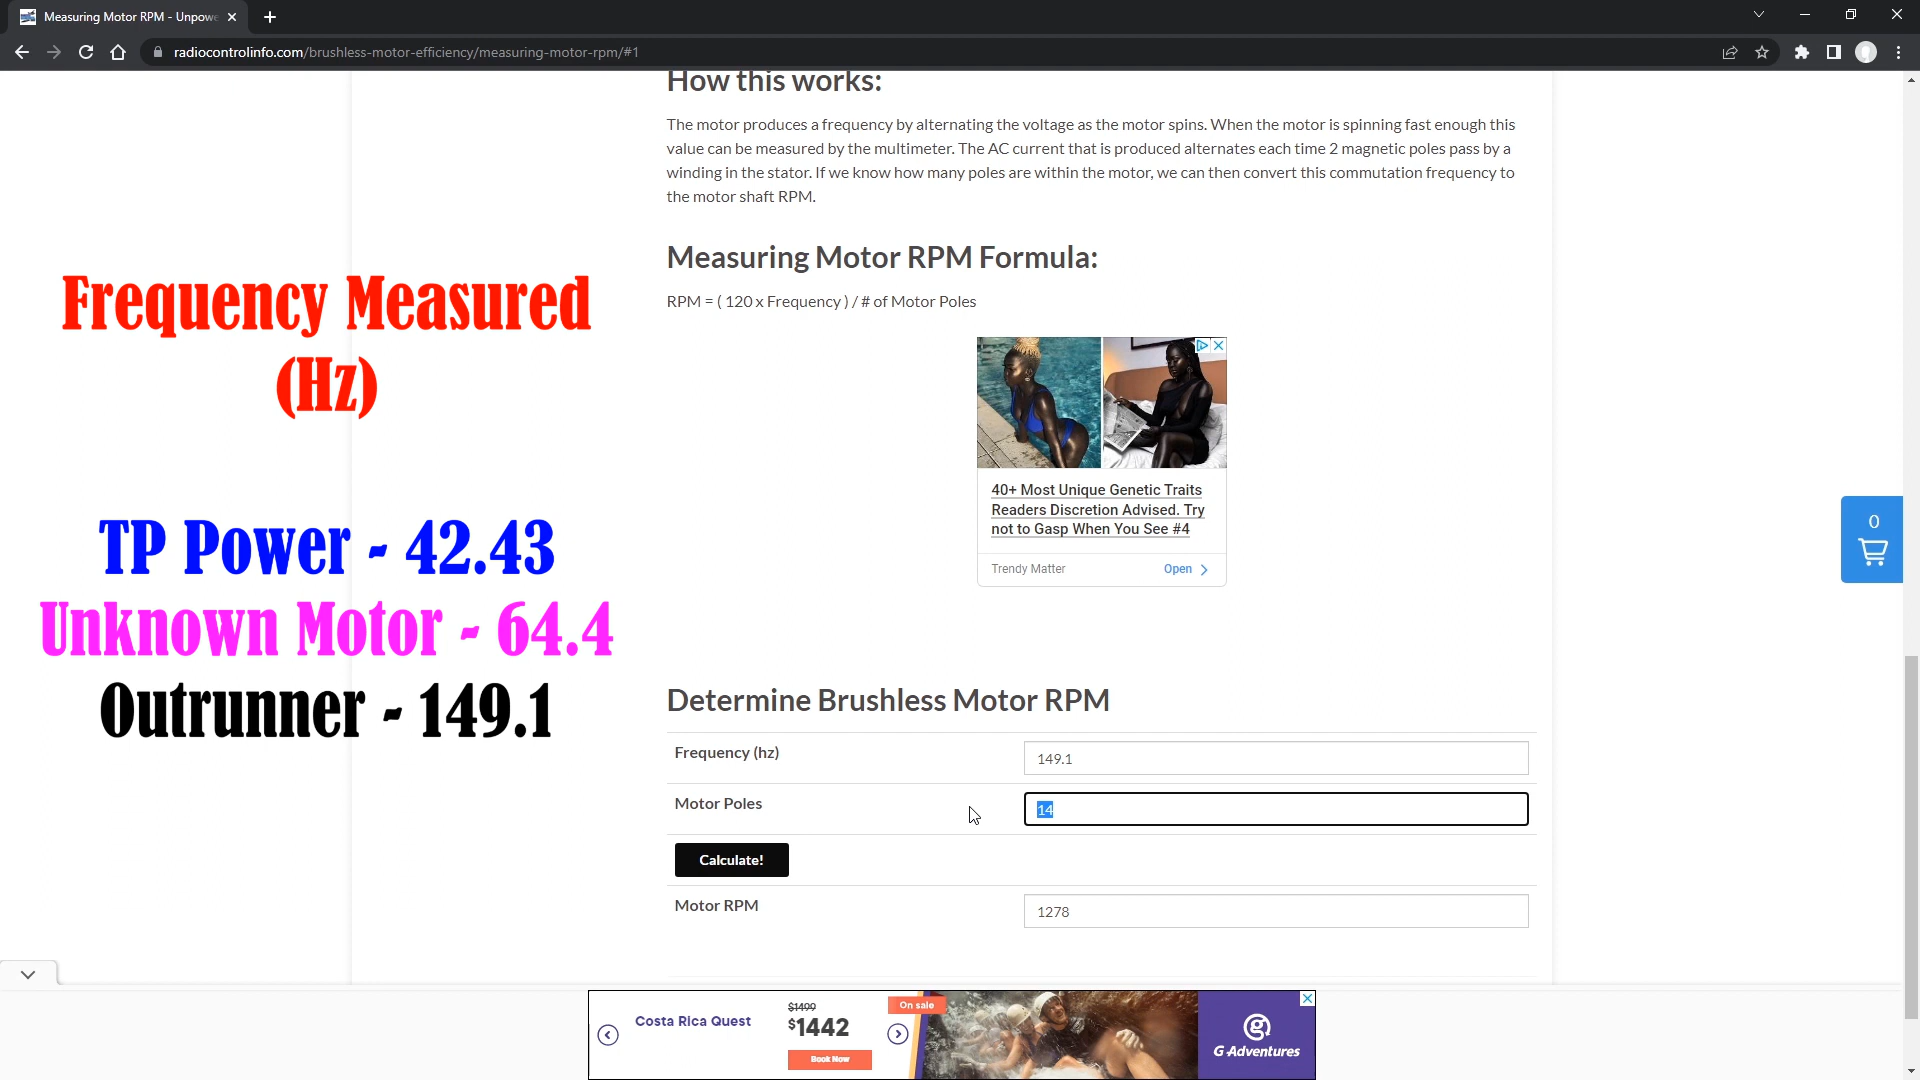 Measuring Motor RPM - Unpowe
radiocontrolinfo.com/brushless-motor-efficiency/measuring-motor-rpm/#1
How this works:
The motor produces a frequency by alternating the voltage as the motor spins. When the motor is spinning fast enough this
value can be measured by the multimeter. The AC current that is produced alternates each time 2 magnetic poles pass by a
winding in the stator. If we know how many poles are within the motor, we can then convert this commutation frequency to
the motor shaft RPM.
Measuring Motor RPM Formula:
RPM = ( 120 x Frequency ) / # of Motor Poles
Frequency Measured
(Hz)
TP Power - 42.43
Unknown Motor - 64.4
Outrunner - 149.1
40+ Most Unique Genetic Traits
Readers Discretion Advised. Try
not to Gasp When You See #4
Trendy Matter
Open
0
Determine Brushless Motor RPM
Frequency (hz)
149.1
Motor Poles
14
Calculate!
Motor RPM
1278
Costa Rica Quest
$1499
$1442
Book Now
On sale
G Adventures